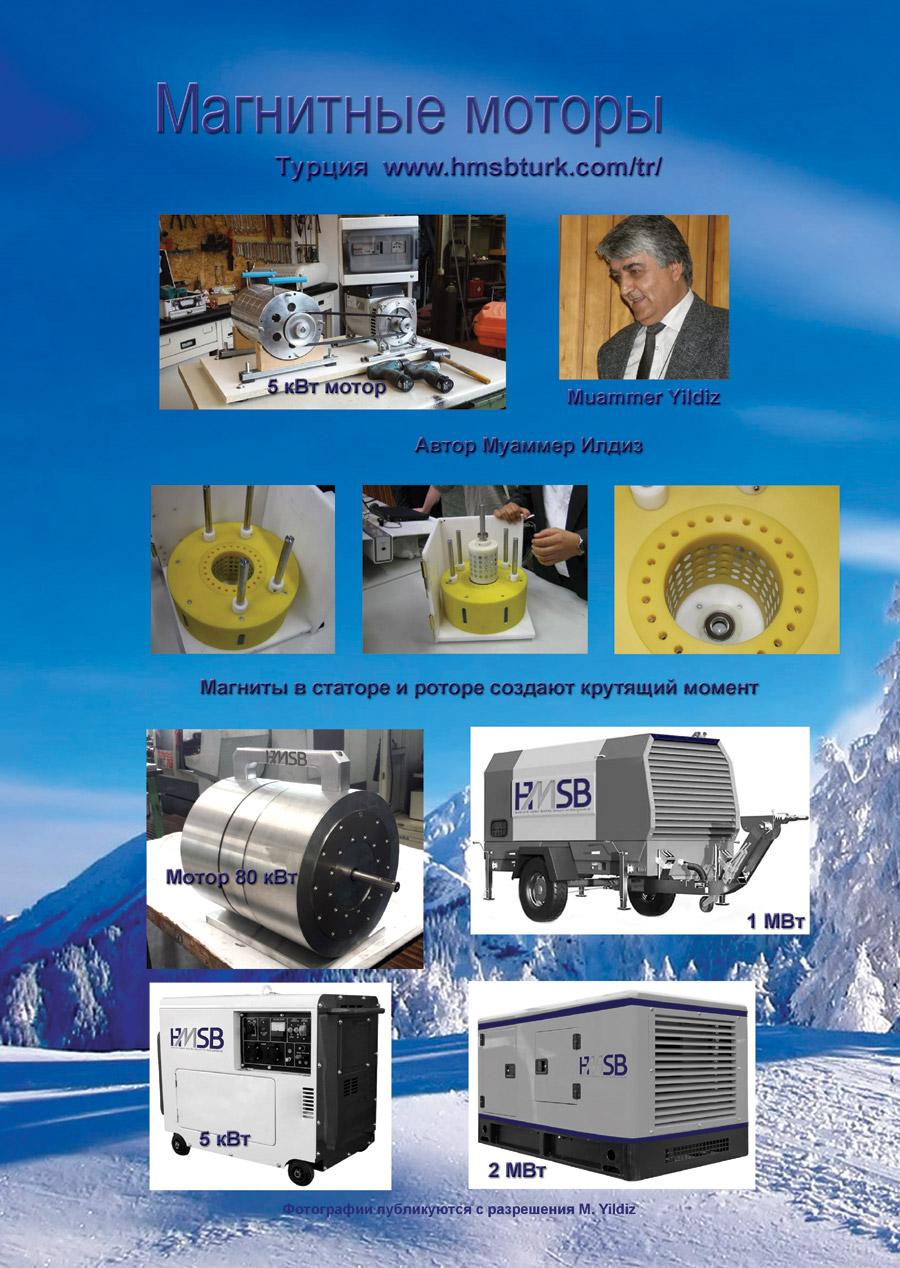 Магнитные моторы
Турция www.hmsbturk.com/tr/
5 кВт мотор
Muammer Yildiz
Автор Муаммер Илдиз
Магниты в статоре и роторе создают крутящий момент
HMSB
Мотор 80 кВт
HMSB
1 МВт
HMSB
5 кВт
HMSB
2 МВт
Фотографии публикуются с разрешения M. Yildiz